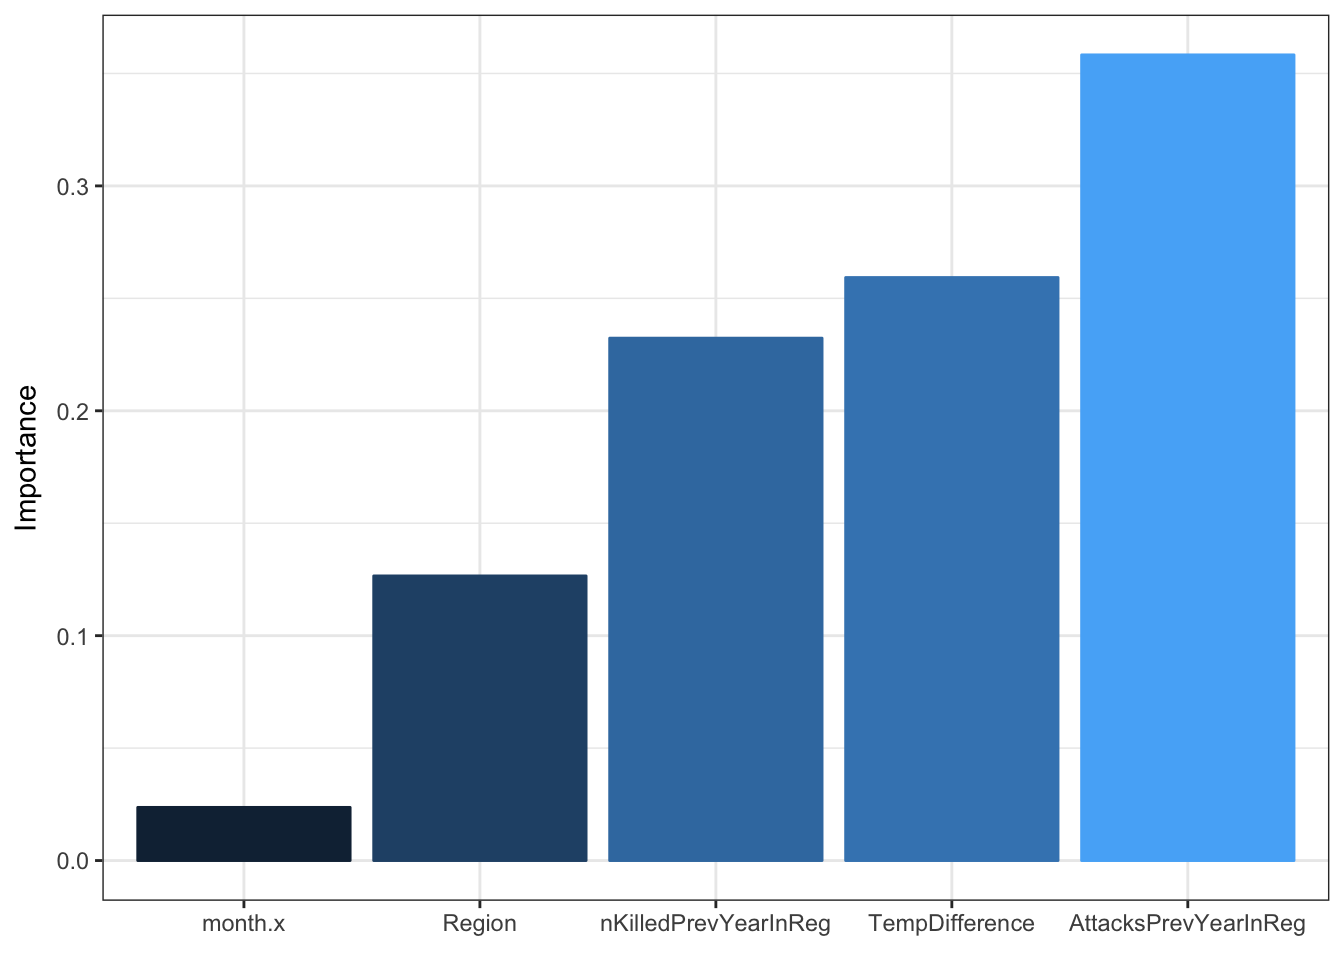 Importance
0.3
0.2
0.1
0.0
month.x
Region
nKilledPrevYearInReg
TempDifference
AttacksPrevYearInReg